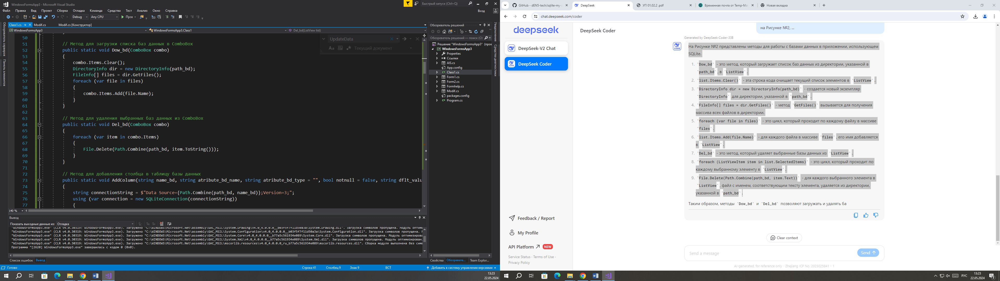 WindowsFormsApp3 - Microsoft Visual Studio
Быстрый запуск (Ctrl+Q)
Файл Правка Вид Проект Сборка Отладка Команда Средства Тест Анализ Окно Справка
Вход
Debug Any CPU Пуск
Class1.cs Modif.cs Modif.cs [Конструктор]
WindowsFormsApp3 WindowsFormsApp3.Class1 Del_bd(ListView list)
Обозреватель серверов
Панель элементов
UpdateData
Текущий документ
50
51 // Метод для загрузки списка баз данных в ComboBox
52 public static void Dow_bd(ComboBox combo)
53 {
54 combo.Items.Clear();
55 DirectoryInfo dir = new DirectoryInfo(path_bd);
56 FileInfo[] files = dir.GetFiles();
57 foreach (var file in files)
58 {
59 combo.Items.Add(file.Name);
60 }
61 }
62
63 // Метод для удаления выбранных баз данных из ComboBox
64 public static void Del_bd(ComboBox combo)
65 {
66 foreach (var item in combo.Items)
67 {
68 File.Delete(Path.Combine(path_bd, item.ToString()));
69 }
70 }
71
72 // Метод для добавления столбца в таблицу базы данных
73 public static void AddColumn(string name_bd, string atribute_bd_name, string atribute_bd_type = "", bool notnull = false, string dflt_valu
74 {
75 string connectionString = $"Data Source={Path.Combine(path_bd, name_bd)};Version=3;";
76 using (var connection = new SQLiteConnection(connectionString))
77 {
140 %
Вывод
Показать выходные данные из: Отладка
"WindowsFormsApp3.exe" (CLR v4.0.30319: WindowsFormsApp3.exe). Загружено "C:\WINDOWS\Microsoft.Net\assembly\GAC_MSIL\System.Drawing\v4.0_4.0.0.0__b03f5f7f11d50a3a\System.Drawing.dll". Загрузка символов пропущена. Модуль оптимизиров
"WindowsFormsApp3.exe" (CLR v4.0.30319: WindowsFormsApp3.exe). Загружено "C:\WINDOWS\Microsoft.Net\assembly\GAC_MSIL\System.Configuration\v4.0_4.0.0.0__b03f5f7f11d50a3a\System.Configuration.dll". Загрузка символов пропущена.
"WindowsFormsApp3.exe" (CLR v4.0.30319: WindowsFormsApp3.exe). Загружено "C:\WINDOWS\Microsoft.Net\assembly\GAC_MSIL\System.Core\v4.0_4.0.0.0__b77a5c561934e089\System.Core.dll". Загрузка символов пропущена. Модуль оптимизирован,
"WindowsFormsApp3.exe" (CLR v4.0.30319: WindowsFormsApp3.exe). Загружено "C:\WINDOWS\Microsoft.Net\assembly\GAC_MSIL\System.Xml\v4.0_4.0.0.0__b77a5c561934e089\System.Xml.dll". Загрузка символов пропущена. Модуль оптимизирован,
"WindowsFormsApp3.exe" (CLR v4.0.30319: WindowsFormsApp3.exe). Загружено "C:\WINDOWS\Microsoft.Net\assembly\GAC_MSIL\mscorlib.resources\v4.0_4.0.0.0_ru_b77a5c561934e089\mscorlib.resources.dll". Сборка модуля выполнена без сим
Программа "[2620] WindowsFormsApp3.exe" завершилась с кодом 0 (0x0).
Список ошибок Вывод
Готово Строка 41 Столбец 9 Знак 9 ВСТ Добавить в систему управления версиями
Обозреватель решений
Обозреватель решений — поиск (Ct
Решение "WindowsFormsApp3" (прое
WindowsFormsApp3
Properties
Ссылки
AIS.cs
App.config
Class1.cs
Form1.cs
Form2.cs
Formhelp.cs
Modif.cs
packages.config
Program.cs
Свойства Обозревате... Team Explor...
Уведомления
Средства диагностики
13:23
22.05.2024
GitHub - dEN5-tech/sqlite-my- DeepSeek УП 01.02.2 .pdf Временная почта от Temp-Ma Новая вкладка
chat.deepseek.com/coder
deepseek
DeepSeek-V2 Chat
CODE DeepSeek Coder
Feedback / Report
My Profile
API Platform NEW
Service Status · Terms of Use ·
Privacy Policy
DeepSeek Coder
на Рисунке №2, ...
Generated by DeepSeek-Coder-33B
CODE
На Рисунке №2 представлены методы для работы с базами данных в приложении, использующем
SQLite.
1. `Dow_bd` - это метод, который загружает список баз данных из директории, указанной в
`path_bd`, в `ListView`.
2. `list.Items.Clear()` - эта строка кода очищает текущий список элементов в `ListView`.
3. `DirectoryInfo dir = new DirectoryInfo(path_bd)` - создается новый экземпляр
`DirectoryInfo` для директории, указанной в `path_bd`.
4. `FileInfo[] files = dir.GetFiles()` - метод `GetFiles()` вызывается для получения
массива всех файлов в директории.
5. `foreach (var file in files)` - это цикл, который проходит по каждому файлу в массиве
`files`.
6. `list.Items.Add(file.Name)` - для каждого файла в массиве `files`, его имя добавляется
в `ListView`.
7. `Del_bd` - это метод, который удаляет выбранные базы данных из `ListView`.
8. `foreach (ListViewItem item in list.SelectedItems)` - это цикл, который проходит по
каждому выбранному элементу в `ListView`.
9. `File.Delete(Path.Combine(path_bd, item.Text))` - для каждого выбранного элемента в
`ListView`, файл с именем, соответствующим тексту элемента, удаляется из директории,
указанной в `path_bd`.
Таким образом, методы `Dow_bd` и `Del_bd` позволяют загружать и удалять ба
Clear context
Send a message
Send
AI-generated, for reference only · Zhejiang ICP No. 2023025841 · 1
РУС
13:23
22.05.2024